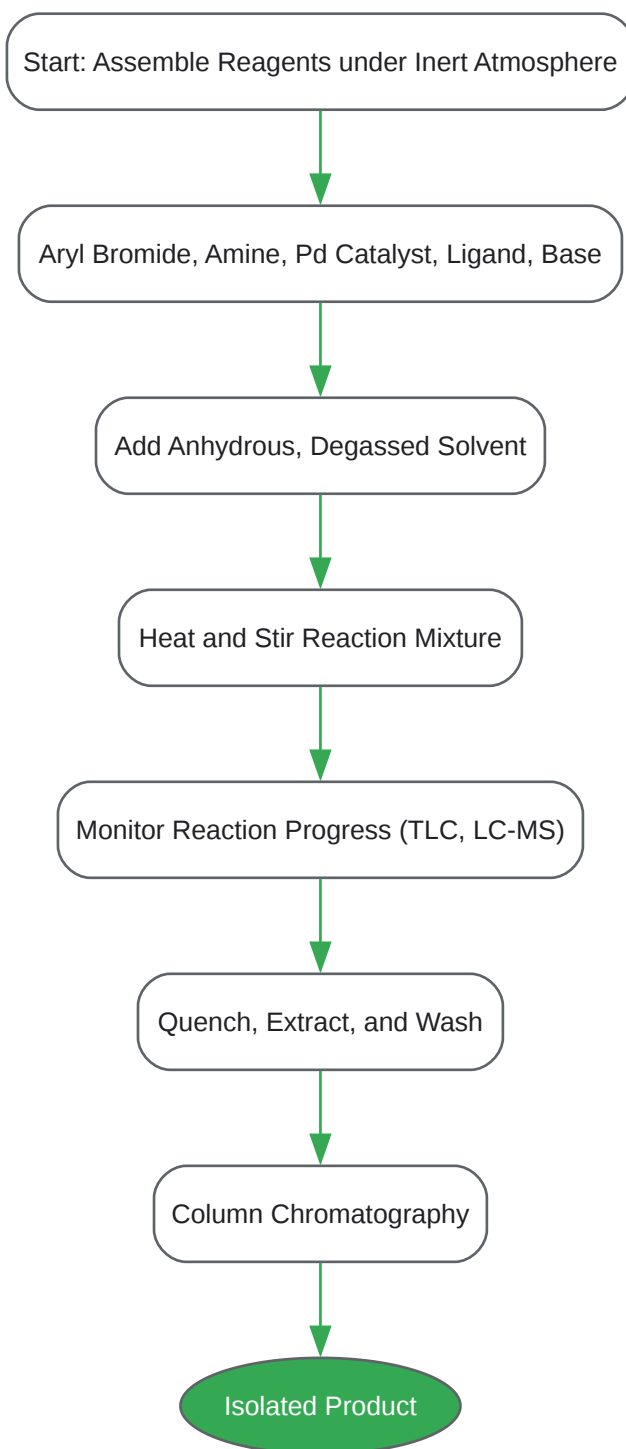 Start: Assemble Reagents under Inert Atmosphere
Aryl Bromide, Amine, Pd Catalyst, Ligand, Base
Add Anhydrous, Degassed Solvent
Heat and Stir Reaction Mixture
Monitor Reaction Progress (TLC, LC-MS)
Quench, Extract, and Wash
Column Chromatography
Isolated Product